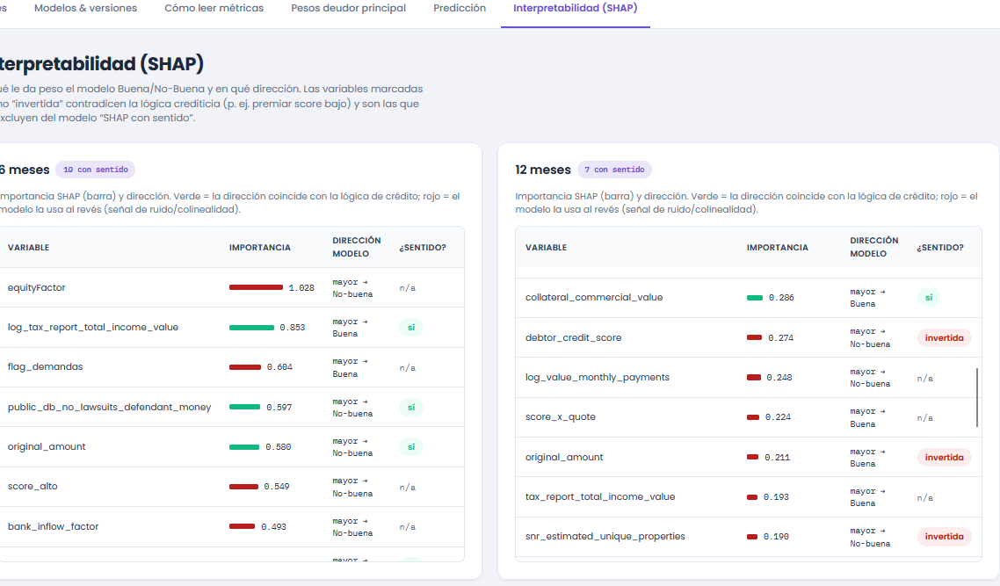 es Modelos & versiones Cómo leer métricas Pesos deudor principal Predicción Interpretabilidad (SHAP)
terpretabilidad (SHAP)
ué le da peso el modelo Buena/No-Buena y en qué dirección. Las variables marcadas
no “invertida” contradicen la lógica crediticia (p. ej. premiar score bajo) y son las que
xcluyen del modelo “SHAP con sentido”.
6 meses 19 con sentido
mportancia SHAP (barra) y dirección. Verde = la dirección coincide con la lógica de crédito; rojo = el
modelo la usa al revés (señal de ruido/colinealidad).
VARIABLE IMPORTANCIA DIRECCIÓN MODELO ¿SENTIDO?
equityFactor 1.028 mayor → No-buena n/a
log_tax_report_total_income_value 0.853 mayor → Buena sí
flag_demandas 0.604 mayor → Buena n/a
public_db_no_lawsuits_defendant_money 0.597 mayor → No-buena sí
original_amount 0.580 mayor → No-buena sí
score_alto 0.549 mayor → No-buena n/a
bank_inflow_factor 0.493 mayor → No-buena n/a
mayor →
12 meses 7 con sentido
Importancia SHAP (barra) y dirección. Verde = la dirección coincide con la lógica de crédito; rojo = el
modelo la usa al revés (señal de ruido/colinealidad).
VARIABLE IMPORTANCIA DIRECCIÓN MODELO ¿SENTIDO?
collateral_commercial_value 0.286 mayor → Buena sí
debtor_credit_score 0.274 mayor → No-buena invertida
log_value_monthly_payments 0.248 mayor → No-buena n/a
score_x_quote 0.224 mayor → Buena n/a
original_amount 0.211 mayor → Buena invertida
tax_report_total_income_value 0.193 mayor → Buena n/a
snr_estimated_unique_properties 0.190 mayor → No-buena invertida